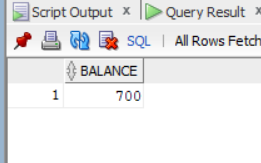 Script Output x Query Result x
SQL | All Rows Fetch
BALANCE
1 700